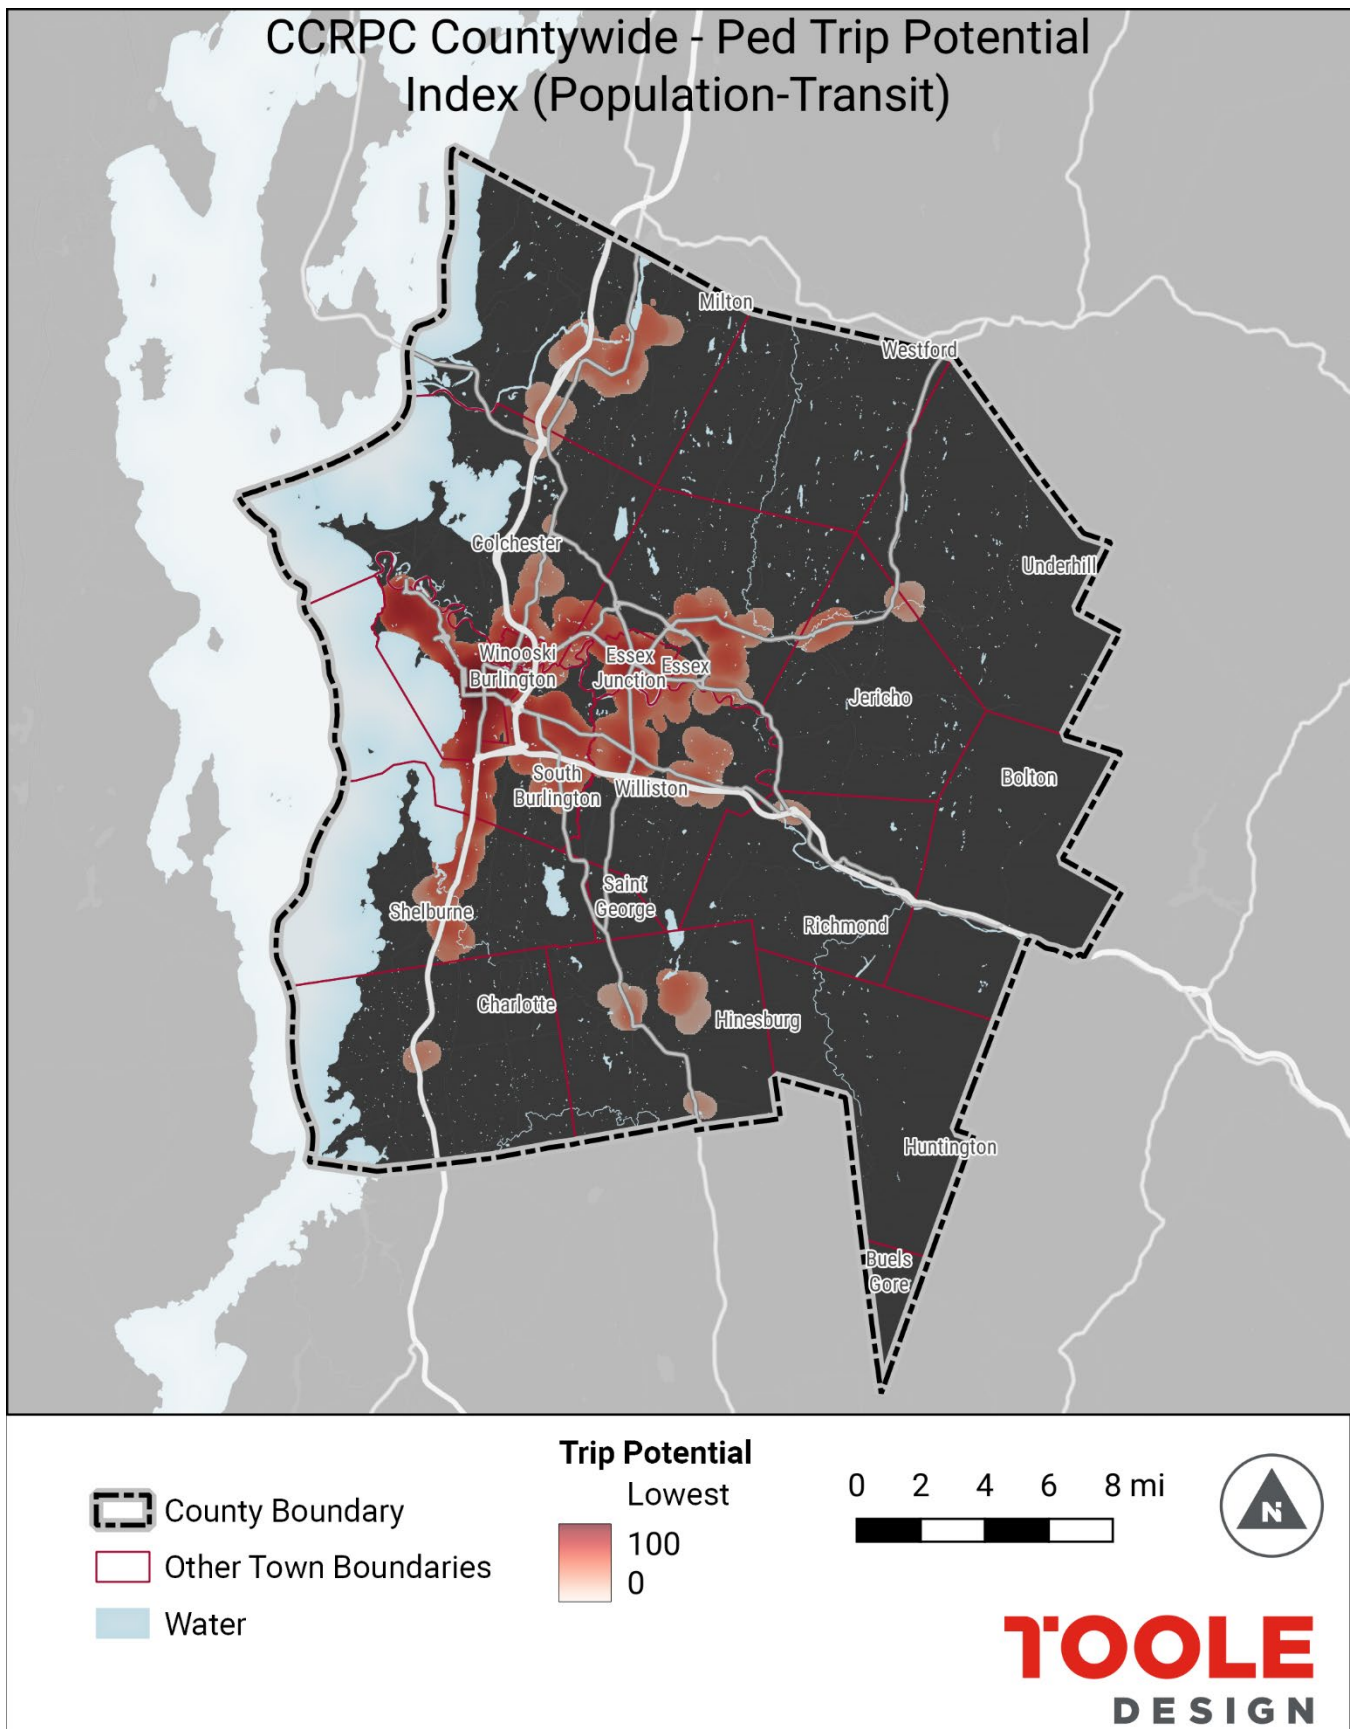 CCRPC Countywide - Ped Trip Potential
Index (Population-Transit)
Milton
Westford
Colchester
Underhill
Winooski
Burlington
Essex
Junction
Essex
Jericho
South
Burlington
Williston
Bolton
Saint
George
Shelburne
Richmond
Charlotte
Hinesburg
Huntington
Buels
Gore
Trip Potential
Lowest
100
0
County Boundary
Other Town Boundaries
Water
0 2 4 6 8 mi
N
TOOLE
DESIGN